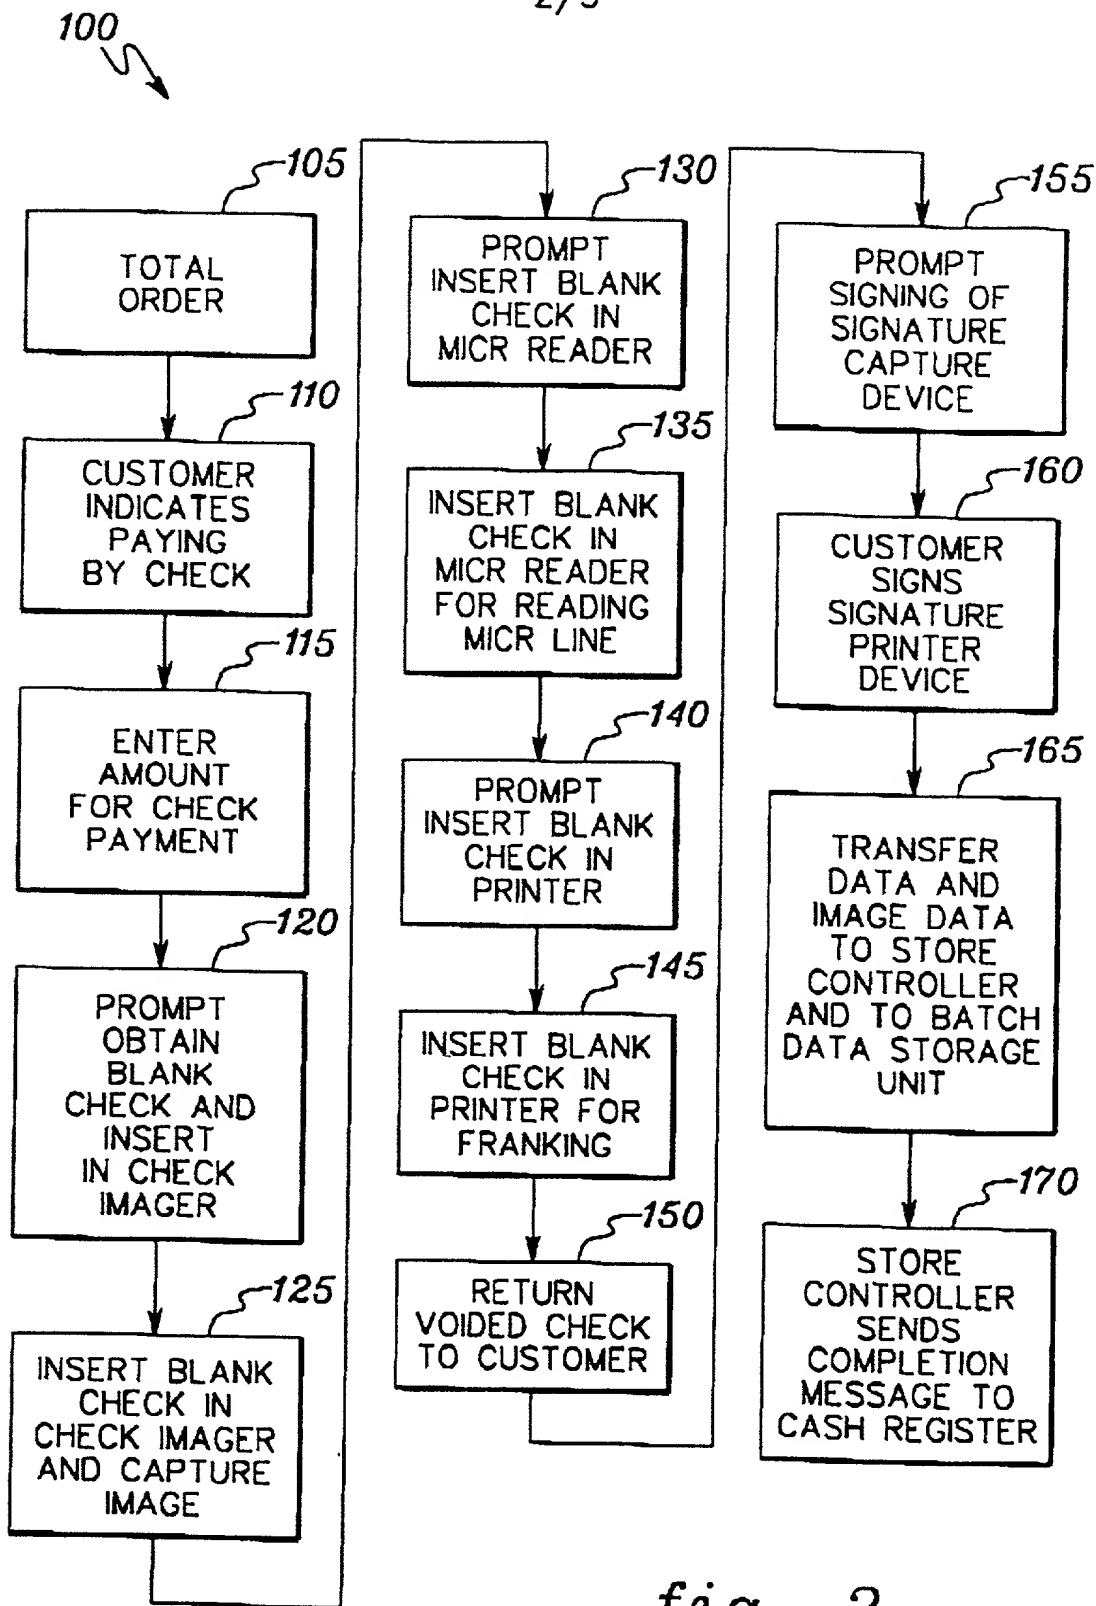 2/5
100
105
TOTAL
ORDER
110
CUSTOMER
INDICATES
PAYING
BY CHECK
115
ENTER
AMOUNT
FOR CHECK
PAYMENT
120
PROMPT
OBTAIN
BLANK
CHECK AND
INSERT
IN CHECK
IMAGER
125
INSERT BLANK
CHECK IN
CHECK IMAGER
AND CAPTURE
IMAGE
130
PROMPT
INSERT BLANK
CHECK IN
MICR READER
135
INSERT BLANK
CHECK IN
MICR READER
FOR READING
MICR LINE
140
PROMPT
INSERT BLANK
CHECK IN
PRINTER
145
INSERT BLANK
CHECK IN
PRINTER FOR
FRANKING
150
RETURN
VOIDED CHECK
TO CUSTOMER
155
PROMPT
SIGNING OF
SIGNATURE
CAPTURE
DEVICE
160
CUSTOMER
SIGNS
SIGNATURE
PRINTER
DEVICE
165
TRANSFER
DATA AND
IMAGE DATA
TO STORE
CONTROLLER
AND TO BATCH
DATA STORAGE
UNIT
170
STORE
CONTROLLER
SENDS
COMPLETION
MESSAGE TO
CASH REGISTER
fig. 2